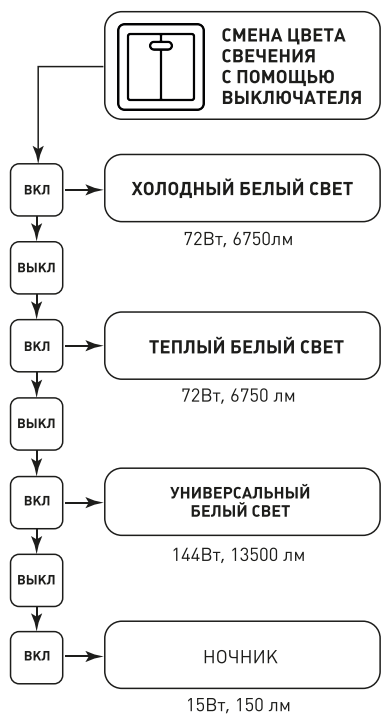 СМЕНА ЦВЕТА
СВЕЧЕНИЯ
С ПОМОЩЬЮ
ВЫКЛЮЧАТЕЛЯ
ВКЛ
ХОЛОДНЫЙ БЕЛЫЙ СВЕТ
72Вт, 6750лм
ВЫКЛ
ВКЛ
ТЕПЛЫЙ БЕЛЫЙ СВЕТ
72Вт, 6750 лм
ВЫКЛ
ВКЛ
УНИВЕРСАЛЬНЫЙ
БЕЛЫЙ СВЕТ
144Вт, 13500 лм
ВЫКЛ
ВКЛ
НОЧНИК
15Вт, 150 лм